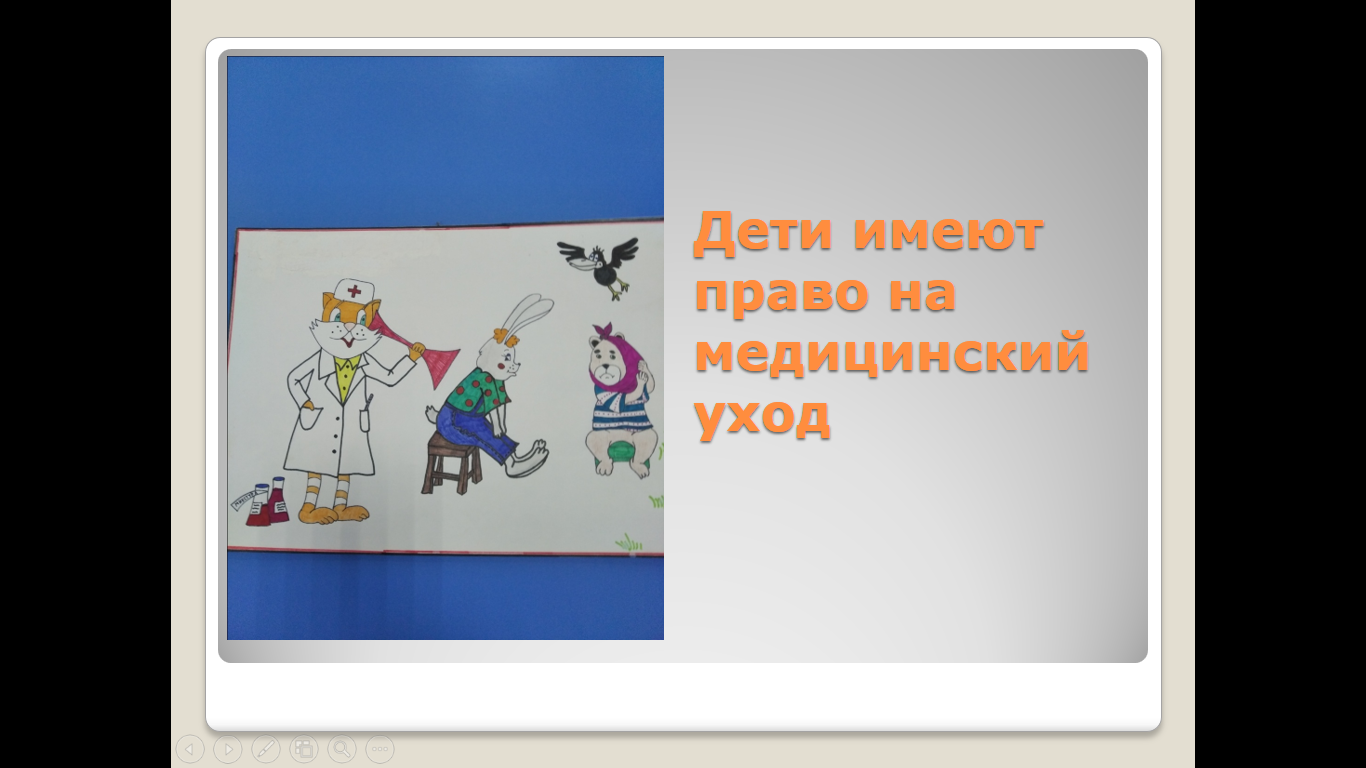 Дети имеют
право на
медицинский
уход